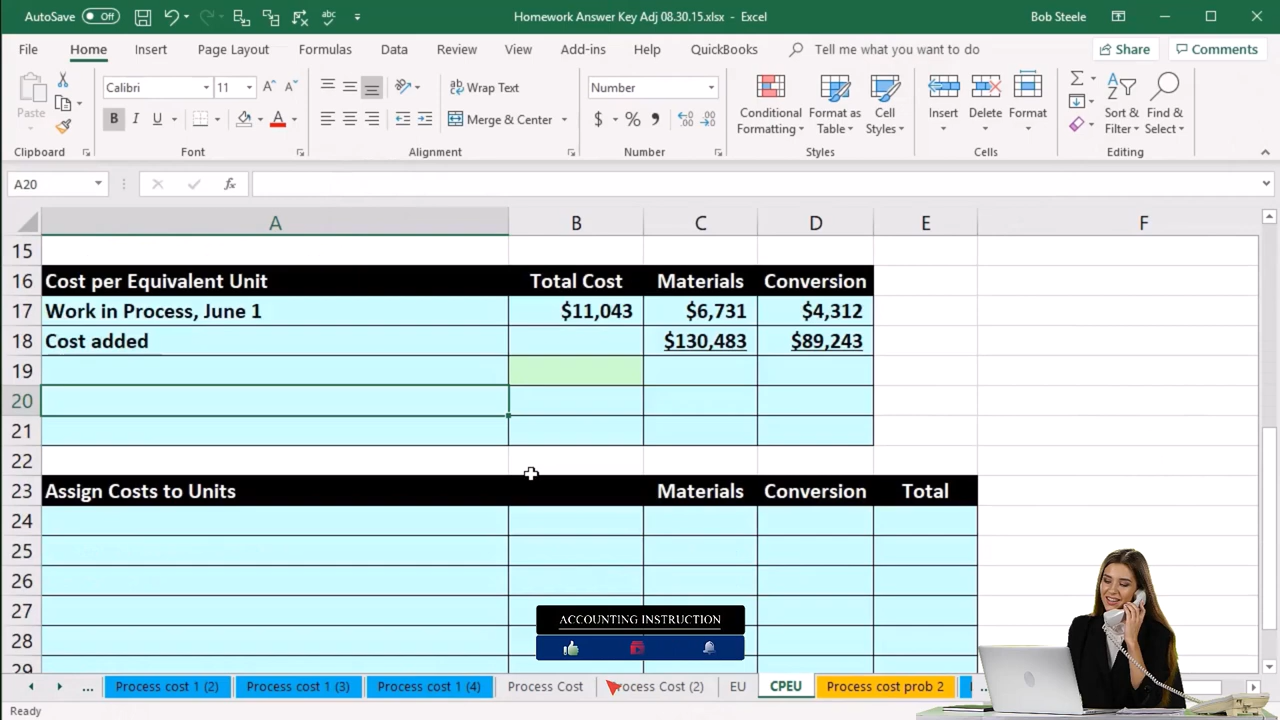 AutoSave Off Homework Answer Key Adj 08.30.15.xlsx - Excel Bob Steele
File Home Insert Page Layout Formulas Data Review View Add-ins Help QuickBooks Tell me what you want to do Share Comments
Paste Calibri 11 B I U Wrap Text Merge & Center Number $ % Conditional Formatting Format as Table Cell Styles Insert Delete Format Sort & Filter Find & Select
Clipboard Font Alignment Number Styles Cells Editing
A20 fx
A B C D E F
15
16 Cost per Equivalent Unit Total Cost Materials Conversion
17 Work in Process, June 1 $11,043 $6,731 $4,312
18 Cost added $130,483 $89,243
19
20
21
22
23 Assign Costs to Units Materials Conversion Total
24
25
26
27
28
29
ACCOUNTING INSTRUCTION
... Process cost 1 (2) Process cost 1 (3) Process cost 1 (4) Process Cost Process Cost (2) EU CPEU Process cost prob 2 ...
Ready